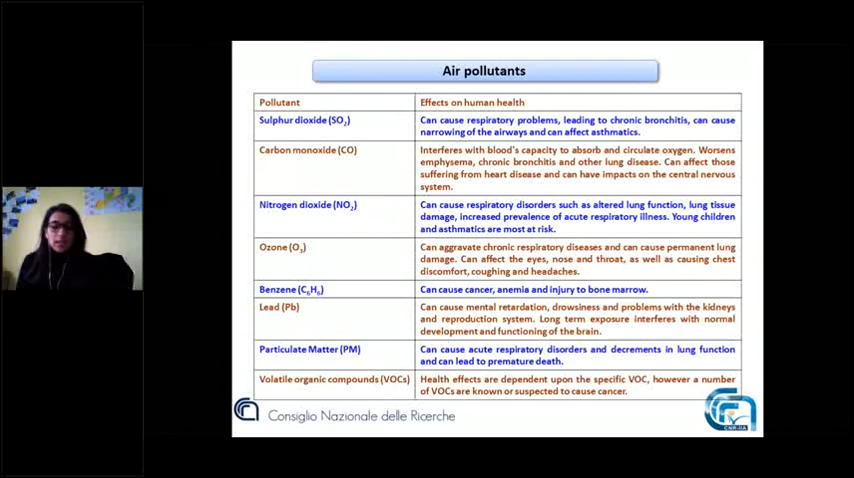 Air pollutants
Pollutant
Effects on human health
Sulphur dioxide (SO₂)
Can cause respiratory problems, leading to chronic bronchitis, can cause
narrowing of the airways and can affect asthmatics.
Carbon monoxide (CO)
Interferes with blood's capacity to absorb and circulate oxygen. Worsens
emphysema, chronic bronchitis and other lung disease. Can affect those
suffering from heart disease and can have impacts on the central nervous
system.
Nitrogen dioxide (NO₂)
Can cause respiratory disorders such as altered lung function, lung tissue
damage, increased prevalence of acute respiratory illness. Young children
and asthmatics are most at risk.
Ozone (O₃)
Can aggravate chronic respiratory diseases and can cause permanent lung
damage. Can affect the eyes, nose and throat, as well as causing chest
discomfort, coughing and headaches.
Benzene (C₆H₆)
Can cause cancer, anemia and injury to bone marrow.
Lead (Pb)
Can cause mental retardation, drowsiness and problems with the kidneys
and reproduction system. Long term exposure interferes with normal
development and functioning of the brain.
Particulate Matter (PM)
Can cause acute respiratory disorders and decrements in lung function
and can lead to premature death.
Volatile organic compounds (VOCs)
Health effects are dependent upon the specific VOC, however a number
of VOCs are known or suspected to cause cancer.
Consiglio Nazionale delle Ricerche
CNR-IIA